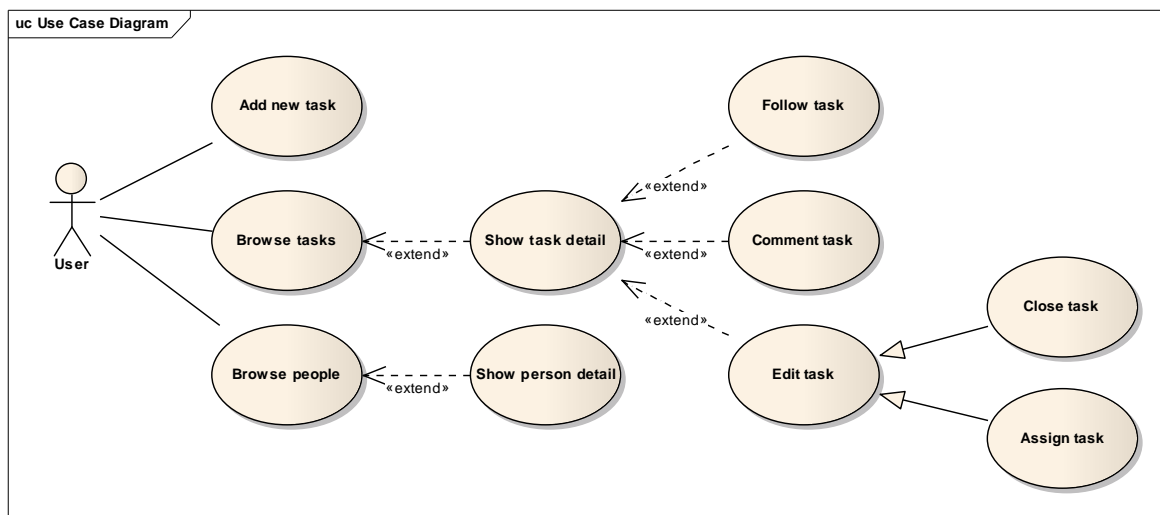 uc Use Case Diagram
Add new task
Follow task
«extend»
User
Browse tasks
«extend»
Show task detail
«extend»
Comment task
«extend»
Close task
Browse people
«extend»
Show person detail
Edit task
Assign task